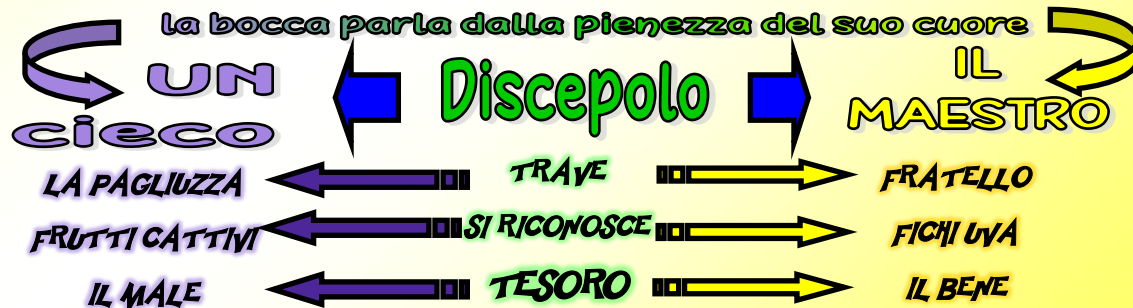 la bocca parla dalla pienezza del suo cuore
UN
cieco
Discepolo
IL
MAESTRO
LA PAGLIUZZA
TRAVE
FRATELLO
FRUTTI CATTIVI
SI RICONOSCE
FICHI UVA
IL MALE
TESORO
IL BENE